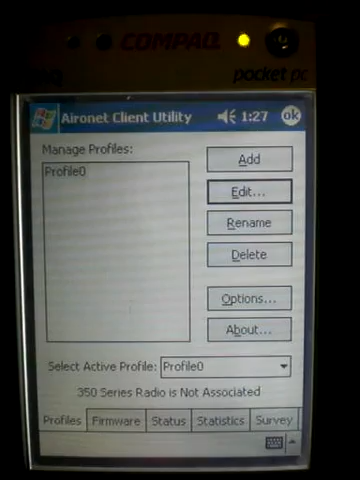 COMPAQ
pocket pc
Aironet Client Utility 1:27 ok
Manage Profiles:
Profile0
Add
Edit...
Rename
Delete
Options...
About...
Select Active Profile: Profile0
350 Series Radio is Not Associated
Profiles Firmware Status Statistics Survey